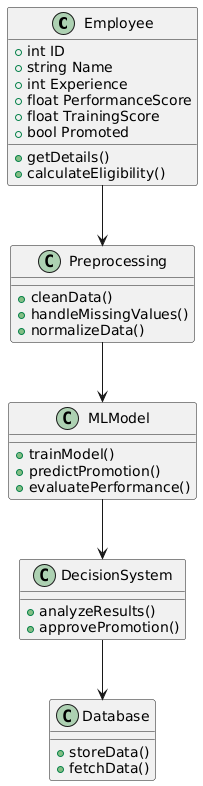 C Employee
int ID
string Name
int Experience
float PerformanceScore
float TrainingScore
bool Promoted
getDetails()
calculateEligibility()
C Preprocessing
cleanData()
handleMissingValues()
normalizeData()
C MLModel
trainModel()
predictPromotion()
evaluatePerformance()
C DecisionSystem
analyzeResults()
approvePromotion()
C Database
storeData()
fetchData()